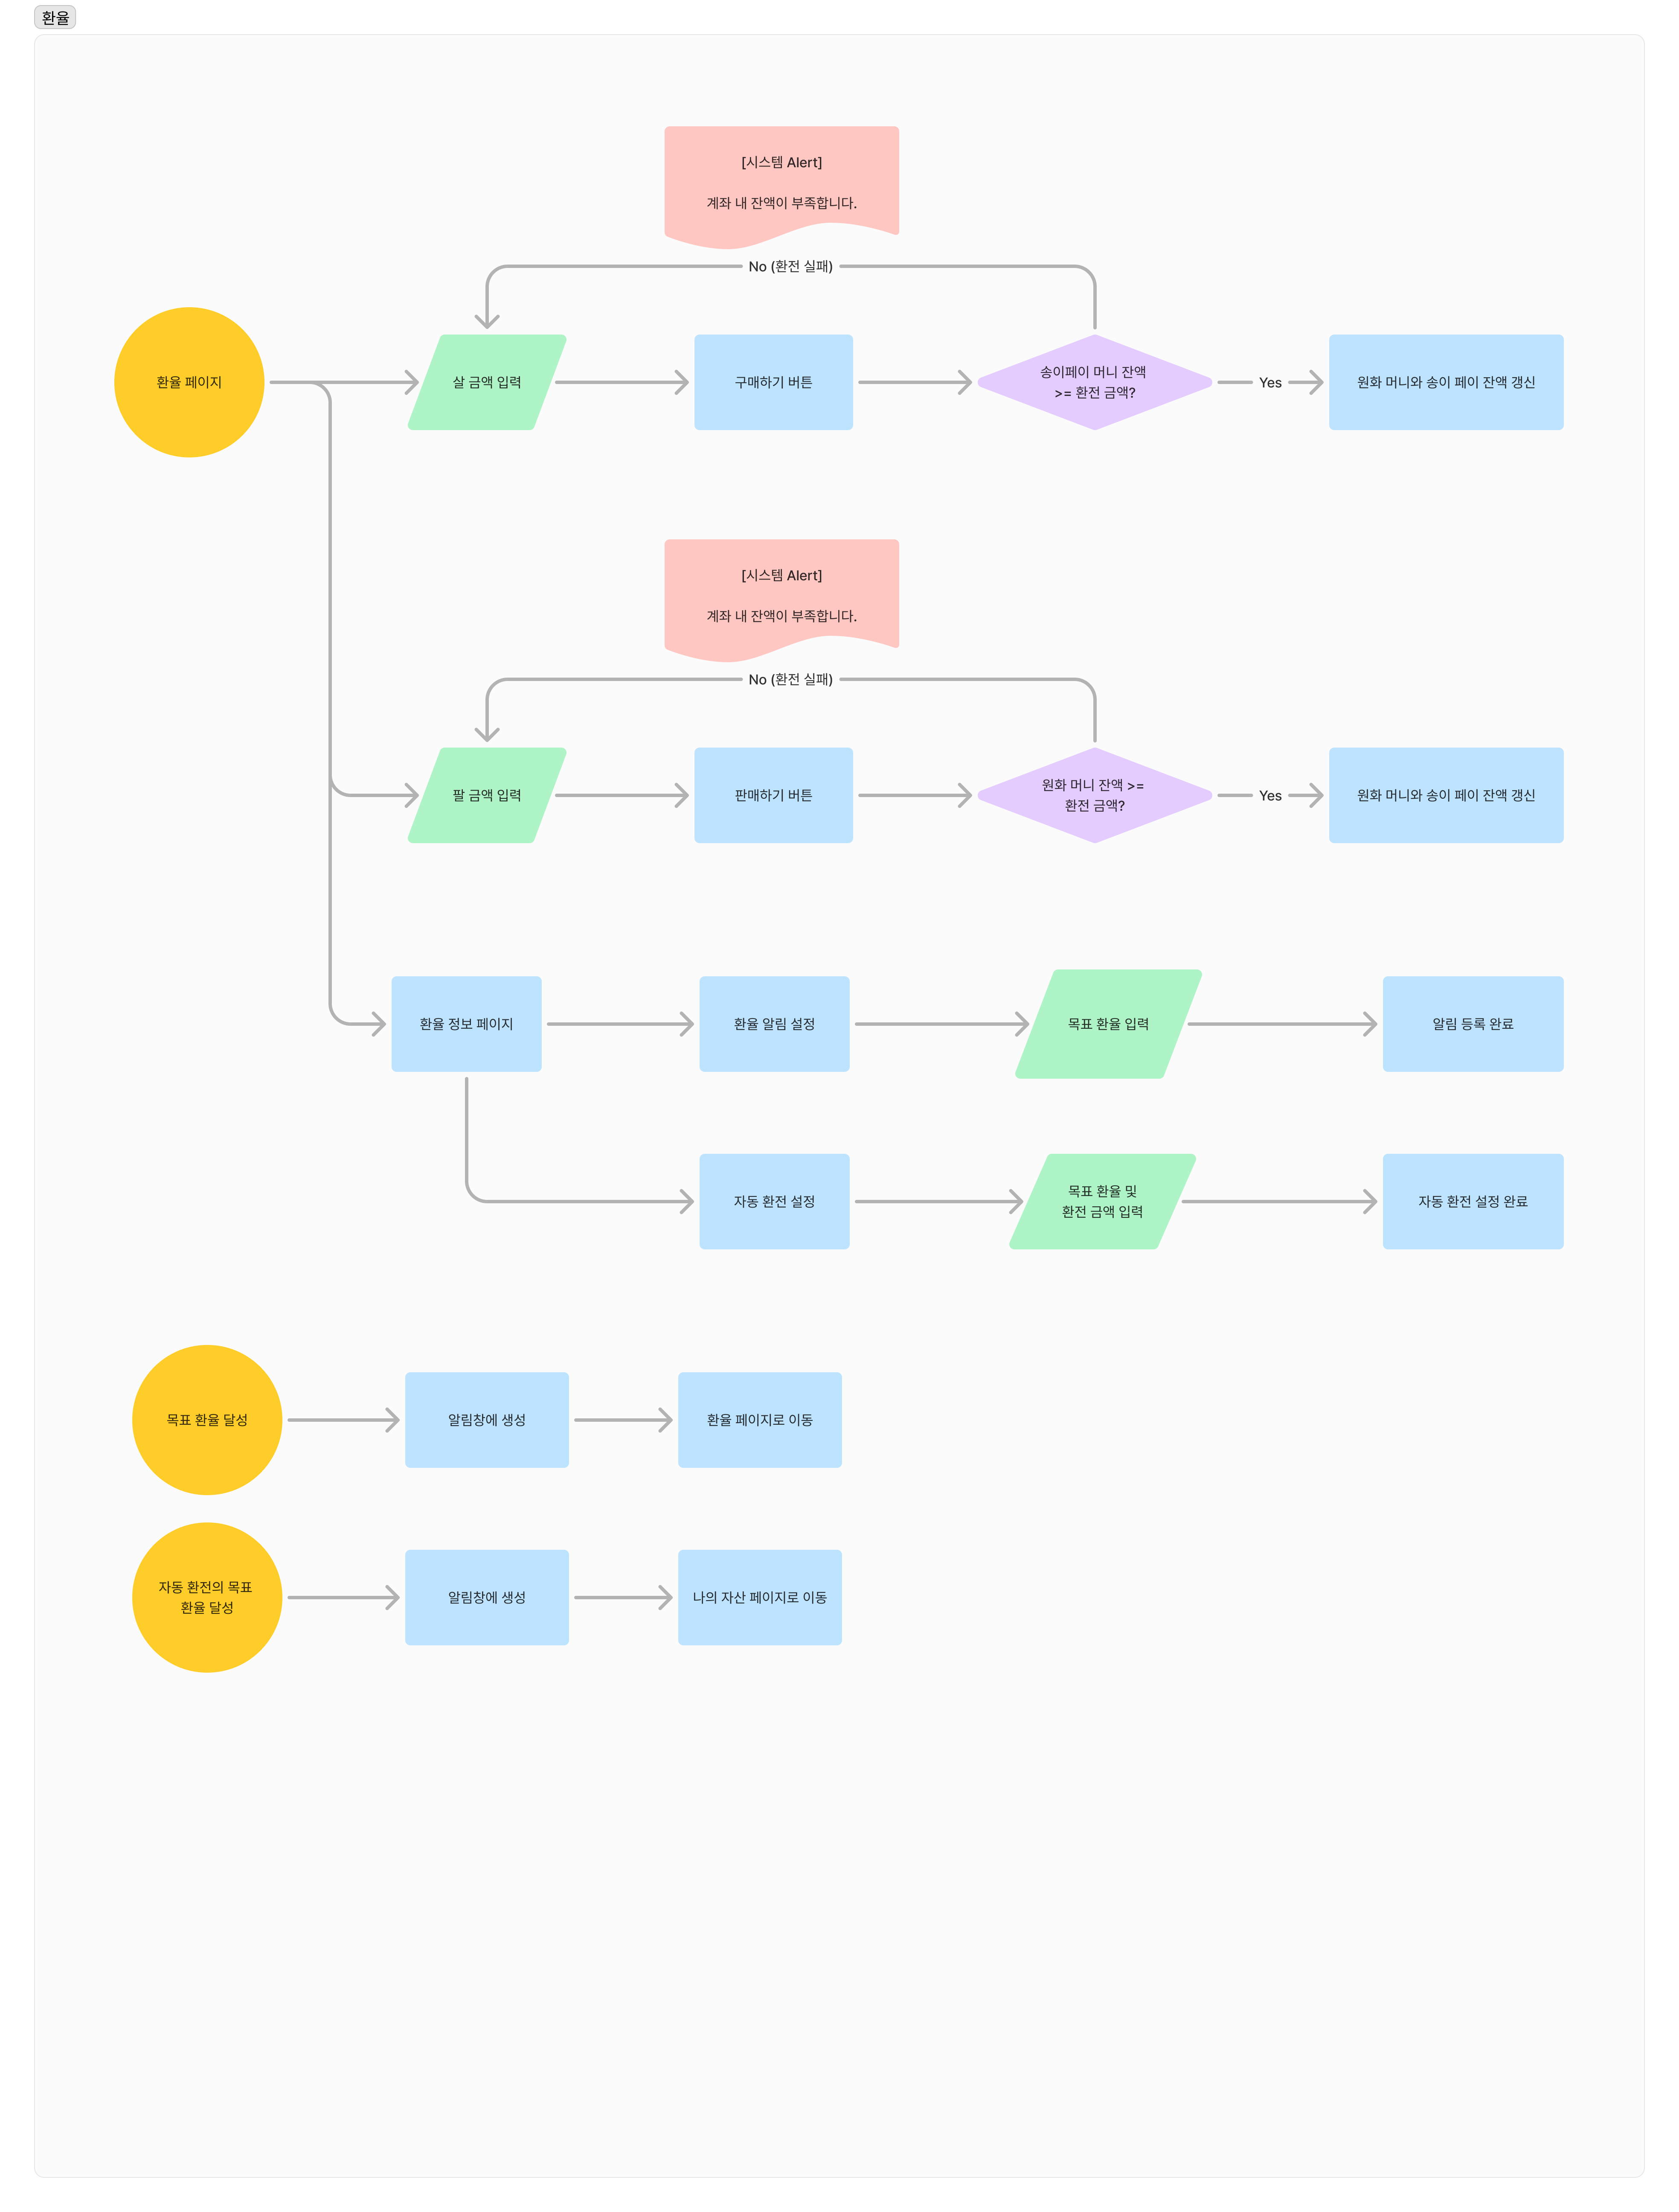 환율
[시스템 Alert]
계좌 내 잔액이 부족합니다.
No (환전 실패)
환율 페이지
살 금액 입력
구매하기 버튼
송이페이 머니 잔액
>= 환전 금액?
Yes
원화 머니와 송이 페이 잔액 갱신
[시스템 Alert]
계좌 내 잔액이 부족합니다.
No (환전 실패)
팔 금액 입력
판매하기 버튼
원화 머니 잔액 >=
환전 금액?
Yes
원화 머니와 송이 페이 잔액 갱신
환율 정보 페이지
환율 알림 설정
목표 환율 입력
알림 등록 완료
자동 환전 설정
목표 환율 및
환전 금액 입력
자동 환전 설정 완료
목표 환율 달성
알림창에 생성
환율 페이지로 이동
자동 환전의 목표
환율 달성
알림창에 생성
나의 자산 페이지로 이동